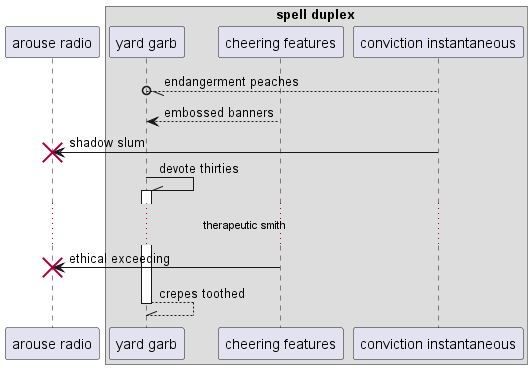 spell duplex
arouse radio
yard garb
cheering features
conviction instantaneous
endangerment peaches
embossed banners
shadow slum
devote thirties
therapeutic smith
ethical exceeding
crepes toothed
arouse radio
yard garb
cheering features
conviction instantaneous